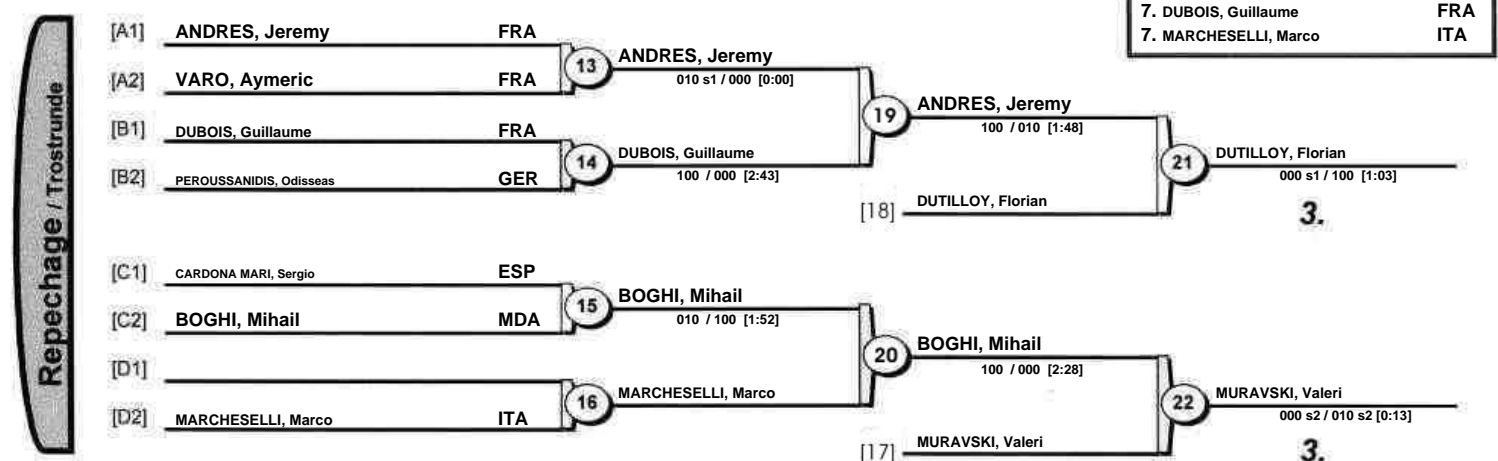 7. DUBOIS, Guillaume FRA
7. MARCHESELLI, Marco ITA
Repechage / Trostrunde
[A1] ANDRES, Jeremy FRA
[A2] VARO, Aymeric FRA
13 ANDRES, Jeremy
010 s1 / 000 [0:00]
[B1] DUBOIS, Guillaume FRA
[B2] PEROUSSANIDIS, Odisseas GER
14 DUBOIS, Guillaume
100 / 000 [2:43]
19 ANDRES, Jeremy
100 / 010 [1:48]
[18] DUTILLOY, Florian
21 DUTILLOY, Florian
000 s1 / 100 [1:03]
3.
[C1] CARDONA MARI, Sergio ESP
[C2] BOGHI, Mihail MDA
15 BOGHI, Mihail
010 / 100 [1:52]
[D1]
[D2] MARCHESELLI, Marco ITA
16 MARCHESELLI, Marco
20 BOGHI, Mihail
100 / 000 [2:28]
[17] MURAVSKI, Valeri
22 MURAVSKI, Valeri
000 s2 / 010 s2 [0:13]
3.